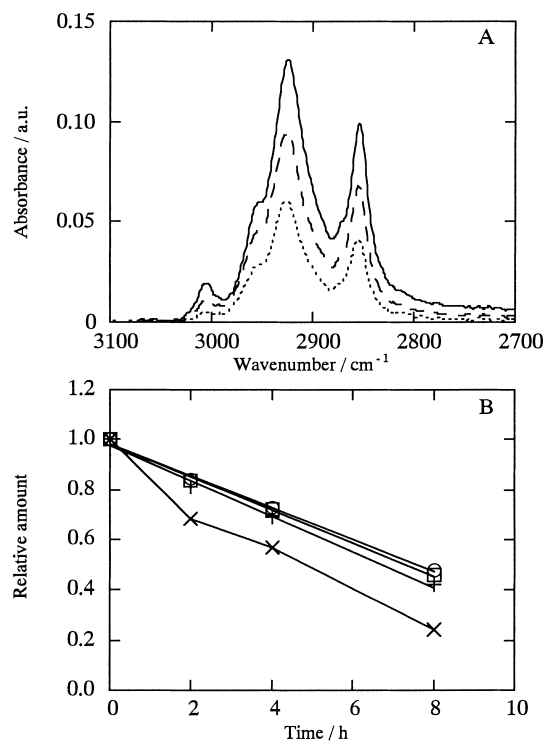 0.15
A
0.10
0.05
0
Absorbance / a.u.
3100 3000 2900 2800 2700
Wavenumber / cm-1
1.2
B
1.0
0.8
0.6
0.4
0.2
0.0
Relative amount
0 2 4 6 8 10
Time / h